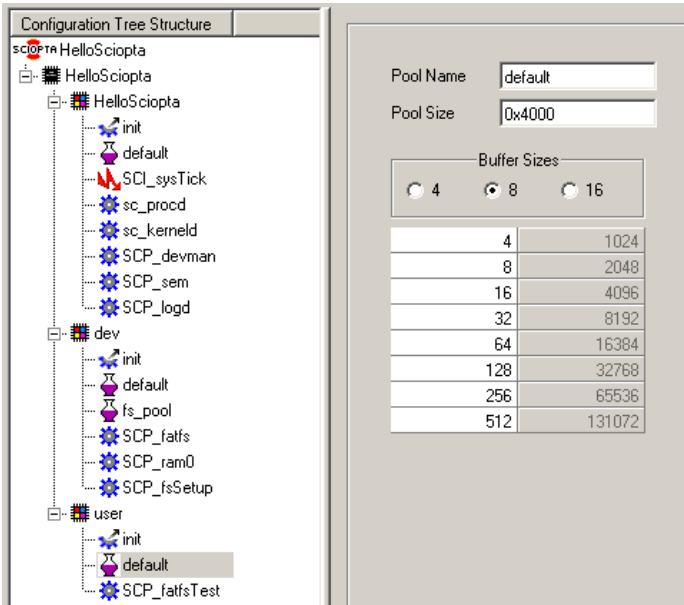 Configuration Tree Structure
SCIOPTA HelloSciopta
HelloSciopta
HelloSciopta
init
default
SCI_sysTick
sc_procd
sc_kerneld
SCP_devman
SCP_sem
SCP_logd
dev
init
default
fs_pool
SCP_fatfs
SCP_ram0
SCP_fsSetup
user
init
default
SCP_fatfsTest
Pool Name default
Pool Size 0x4000
Buffer Sizes
4 8 16
4 1024
8 2048
16 4096
32 8192
64 16384
128 32768
256 65536
512 131072